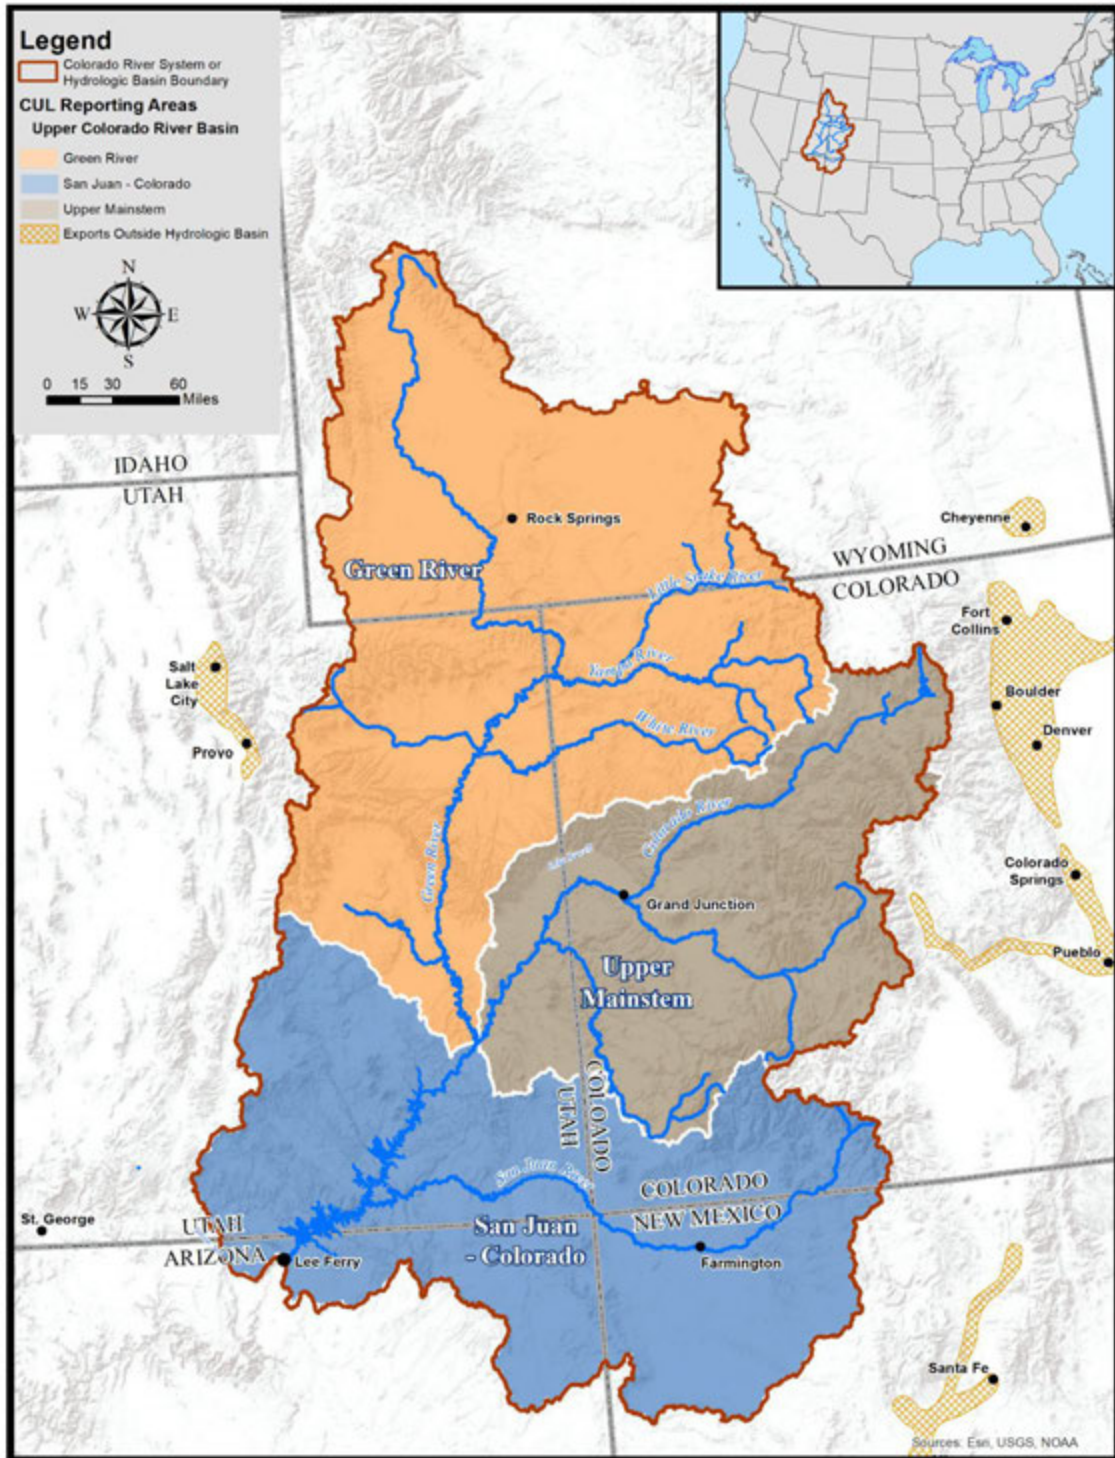 Legend
Colorado River System or
Hydrologic Basin Boundary
CUL Reporting Areas
Upper Colorado River Basin
Green River
San Juan - Colorado
Upper Mainstem
Exports Outside Hydrologic Basin
N
W E
S
0 15 30 60
Miles
IDAHO
UTAH
Rock Springs
Cheyenne
WYOMING
COLORADO
Green River
Little Snake River
Fort
Collins
Salt
Lake
City
Yampa River
Boulder
White River
Denver
Provo
Colorado River
Green River
Colorado
Springs
Grand Junction
Pueblo
Upper
Mainstem
COLOADO
UTAH
San Juan River
COLORADO
NEW MEXICO
St. George
UTAH
ARIZONA
San Juan
- Colorado
Lee Ferry
Farmington
Santa Fe
Sources: Esri, USGS, NOAA